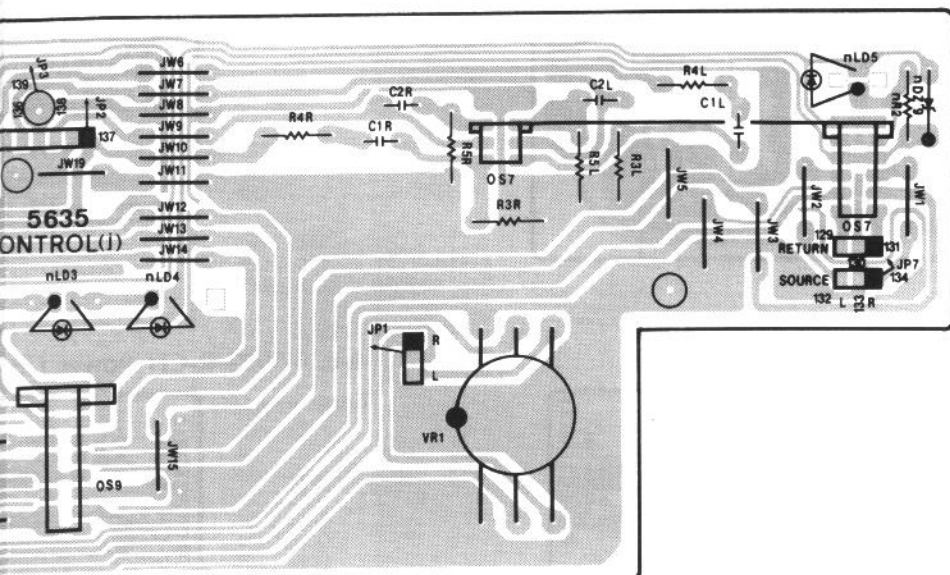 JP3
139
136
138
JP2
137
JW19
JW6
JW7
JW8
JW9
JW10
JW11
JW12
JW13
JW14
5635
ONTROL(I)
nLD3
nLD4
R4R
C2R
C1R
R5R
OS7
R3R
C2L
R4L
C1L
R5L
R3L
JW5
JW4
JW3
nLD5
JW2
JW1
OS7
129
RETURN
131
130
SOURCE
JP7
134
132 L 133 R
JP1
R
L
VR1
OS9
JW15